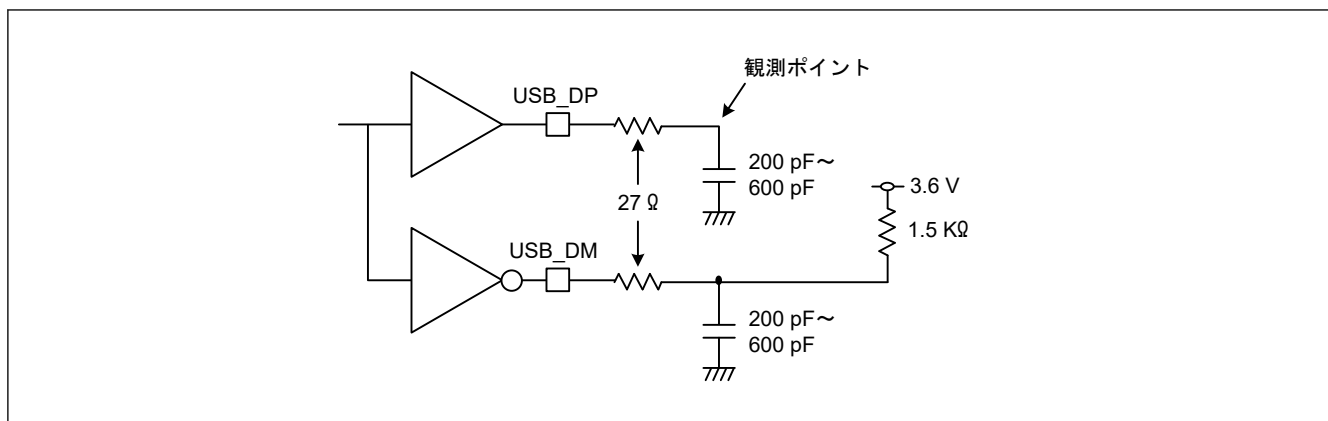 観測ポイント
USB_DP
200 pF～
600 pF
27 Ω
3.6 V
1.5 KΩ
USB_DM
200 pF～
600 pF